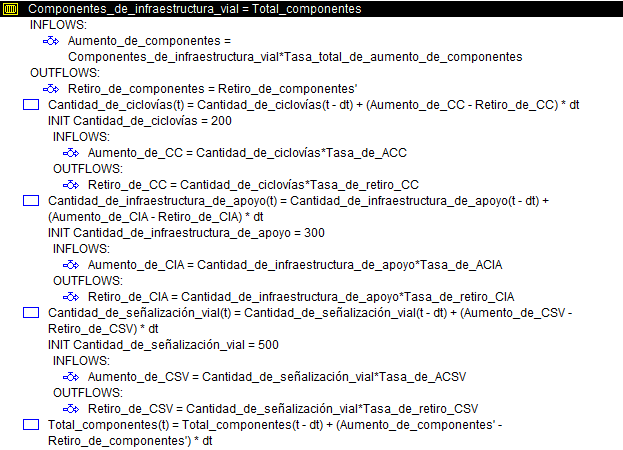 Componentes_de_infraestructura_vial = Total_componentes
INFLOWS:
Aumento_de_componentes =
Componentes_de_infraestructura_vial*Tasa_total_de_aumento_de_componentes
OUTFLOWS:
Retiro_de_componentes = Retiro_de_componentes'
Cantidad_de_ciclovías(t) = Cantidad_de_ciclovías(t - dt) + (Aumento_de_CC - Retiro_de_CC) * dt
INIT Cantidad_de_ciclovías = 200
INFLOWS:
Aumento_de_CC = Cantidad_de_ciclovías*Tasa_de_ACC
OUTFLOWS:
Retiro_de_CC = Cantidad_de_ciclovías*Tasa_de_retiro_CC
Cantidad_de_infraestructura_de_apoyo(t) = Cantidad_de_infraestructura_de_apoyo(t - dt) +
(Aumento_de_CIA - Retiro_de_CIA) * dt
INIT Cantidad_de_infraestructura_de_apoyo = 300
INFLOWS:
Aumento_de_CIA = Cantidad_de_infraestructura_de_apoyo*Tasa_de_ACIA
OUTFLOWS:
Retiro_de_CIA = Cantidad_de_infraestructura_de_apoyo*Tasa_de_retiro_CIA
Cantidad_de_señalización_vial(t) = Cantidad_de_señalización_vial(t - dt) + (Aumento_de_CSV -
Retiro_de_CSV) * dt
INIT Cantidad_de_señalización_vial = 500
INFLOWS:
Aumento_de_CSV = Cantidad_de_señalización_vial*Tasa_de_ACSV
OUTFLOWS:
Retiro_de_CSV = Cantidad_de_señalización_vial*Tasa_de_retiro_CSV
Total_componentes(t) = Total_componentes(t - dt) + (Aumento_de_componentes' -
Retiro_de_componentes') * dt